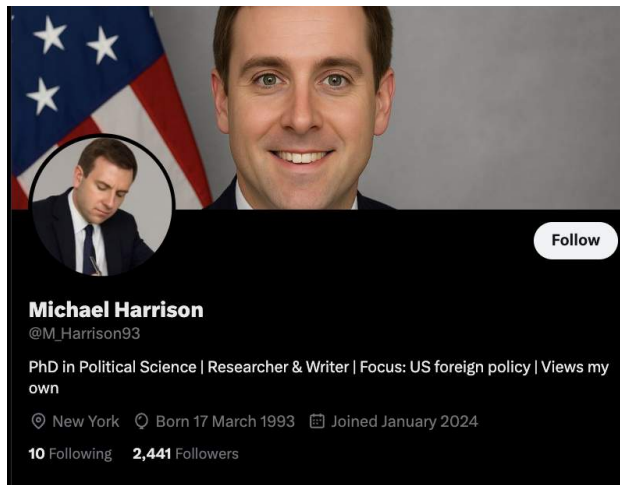 Follow
Michael Harrison
@M_Harrison93
PhD in Political Science | Researcher & Writer | Focus: US foreign policy | Views my
own
New York Born 17 March 1993 Joined January 2024
10 Following 2,441 Followers